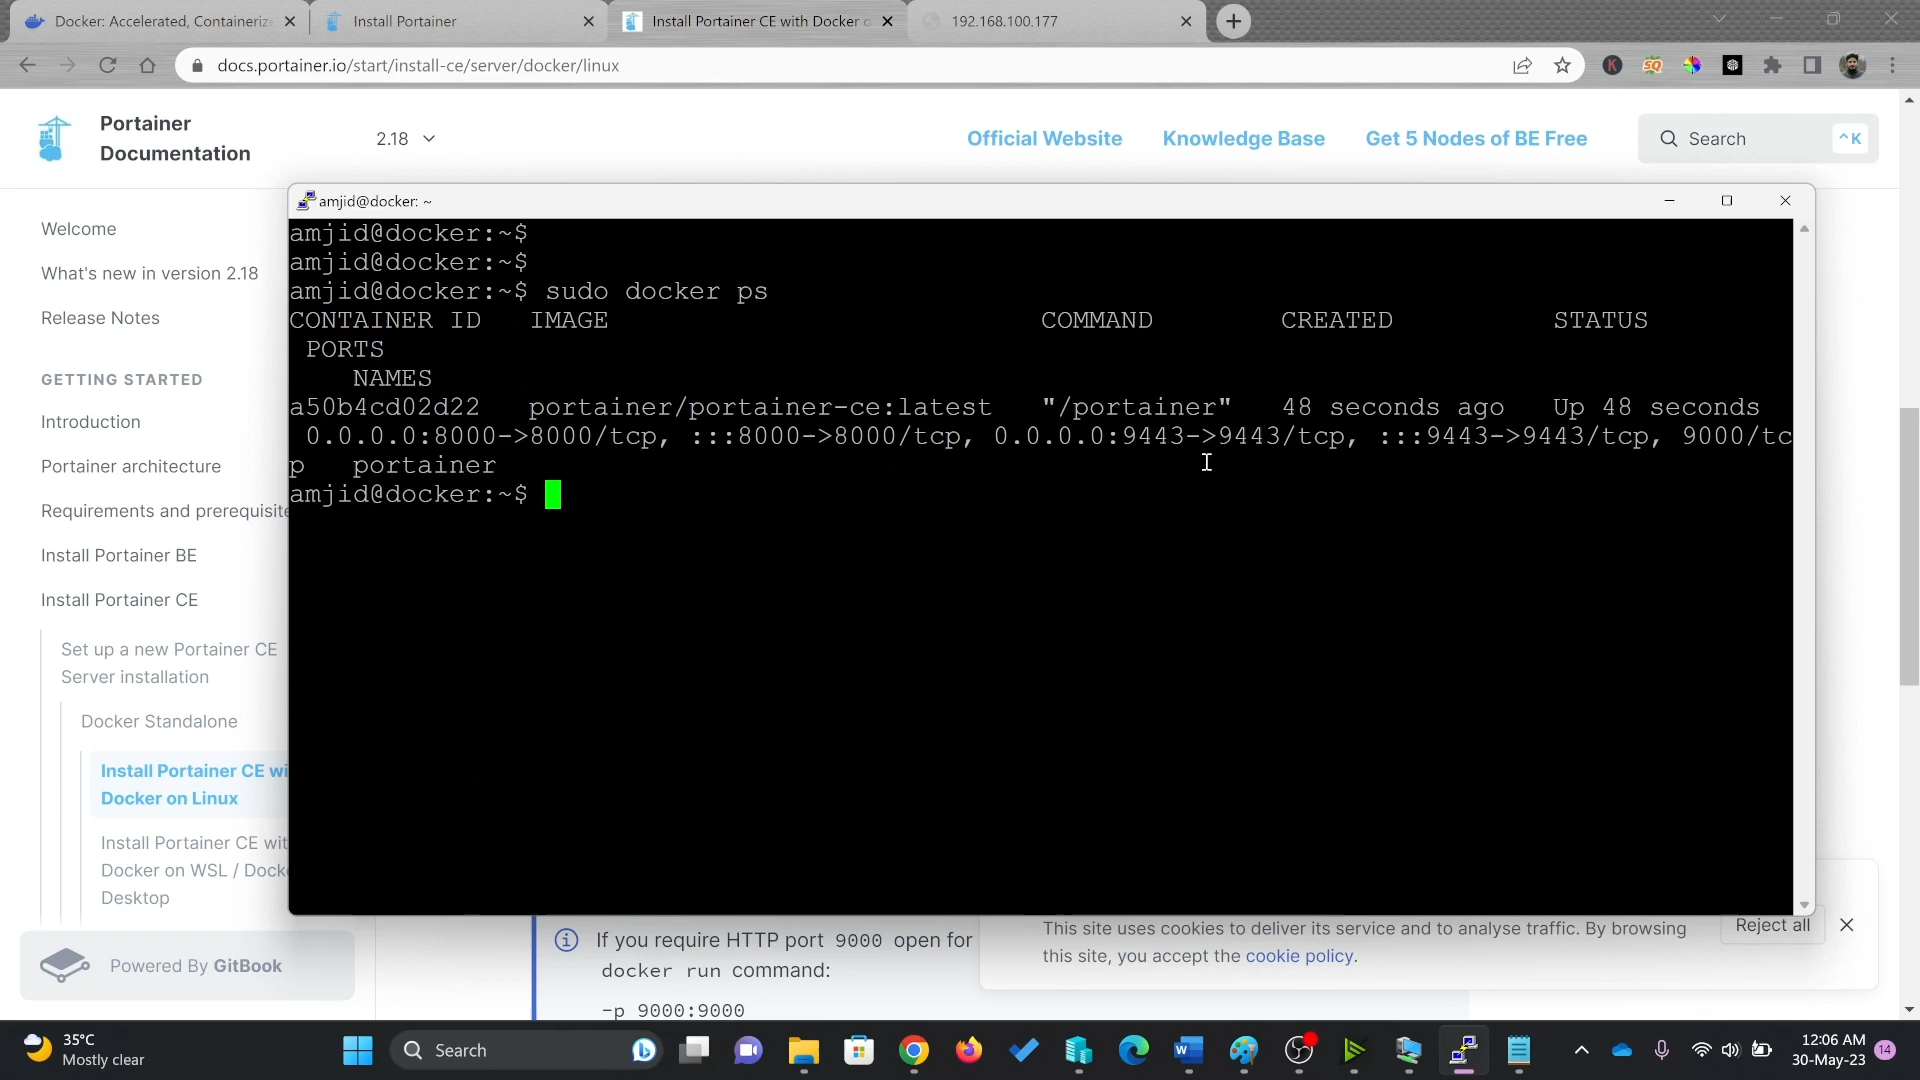 Docker: Accelerated, Containerize
Install Portainer
Install Portainer CE with Docker o
192.168.100.177
docs.portainer.io/start/install-ce/server/docker/linux
Portainer
Documentation
2.18
Official Website
Knowledge Base
Get 5 Nodes of BE Free
Search
^K
Welcome
What's new in version 2.18
Release Notes
GETTING STARTED
Introduction
Portainer architecture
Requirements and prerequisite
Install Portainer BE
Install Portainer CE
Set up a new Portainer CE
Server installation
Docker Standalone
Install Portainer CE wi
Docker on Linux
Install Portainer CE wit
Docker on WSL / Docke
Desktop
Powered By GitBook
amjid@docker: ~
amjid@docker:~$
amjid@docker:~$
amjid@docker:~$ sudo docker ps
CONTAINER ID   IMAGE   COMMAND   CREATED   STATUS
PORTS
NAMES
a50b4cd02d22   portainer/portainer-ce:latest   "/portainer"   48 seconds ago   Up 48 seconds
0.0.0.0:8000->8000/tcp, :::8000->8000/tcp, 0.0.0.0:9443->9443/tcp, :::9443->9443/tcp, 9000/tc
p   portainer
amjid@docker:~$
If you require HTTP port 9000 open for
docker run command:
-p 9000:9000
This site uses cookies to deliver its service and to analyse traffic. By browsing
this site, you accept the cookie policy.
Reject all
35°C
Mostly clear
Search
12:06 AM
30-May-23
14